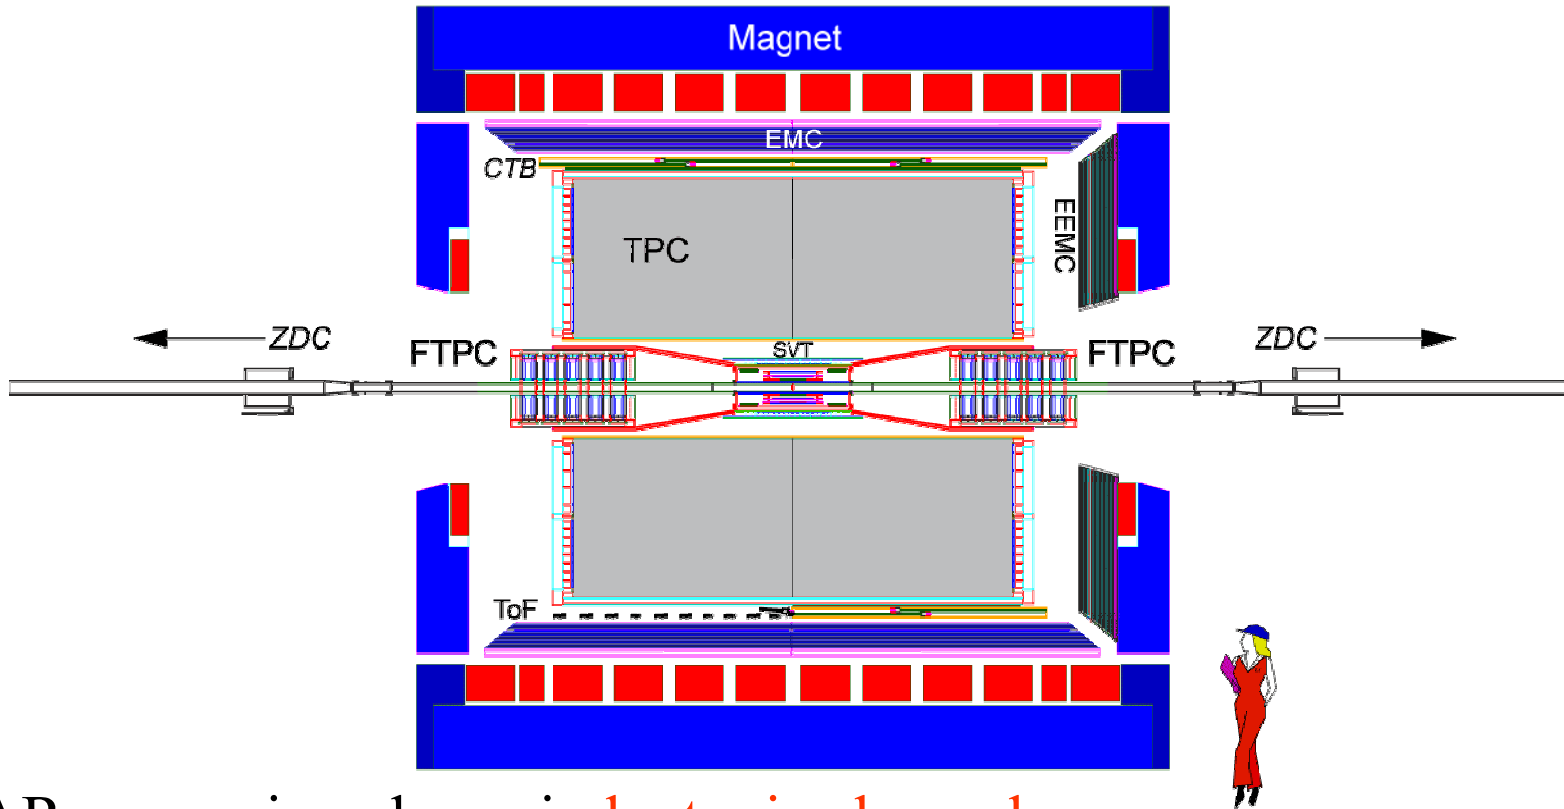 Magnet
EMC
CTB
TPC
EEMC
ZDC
FTPC
SVT
FTPC
ZDC
ToF